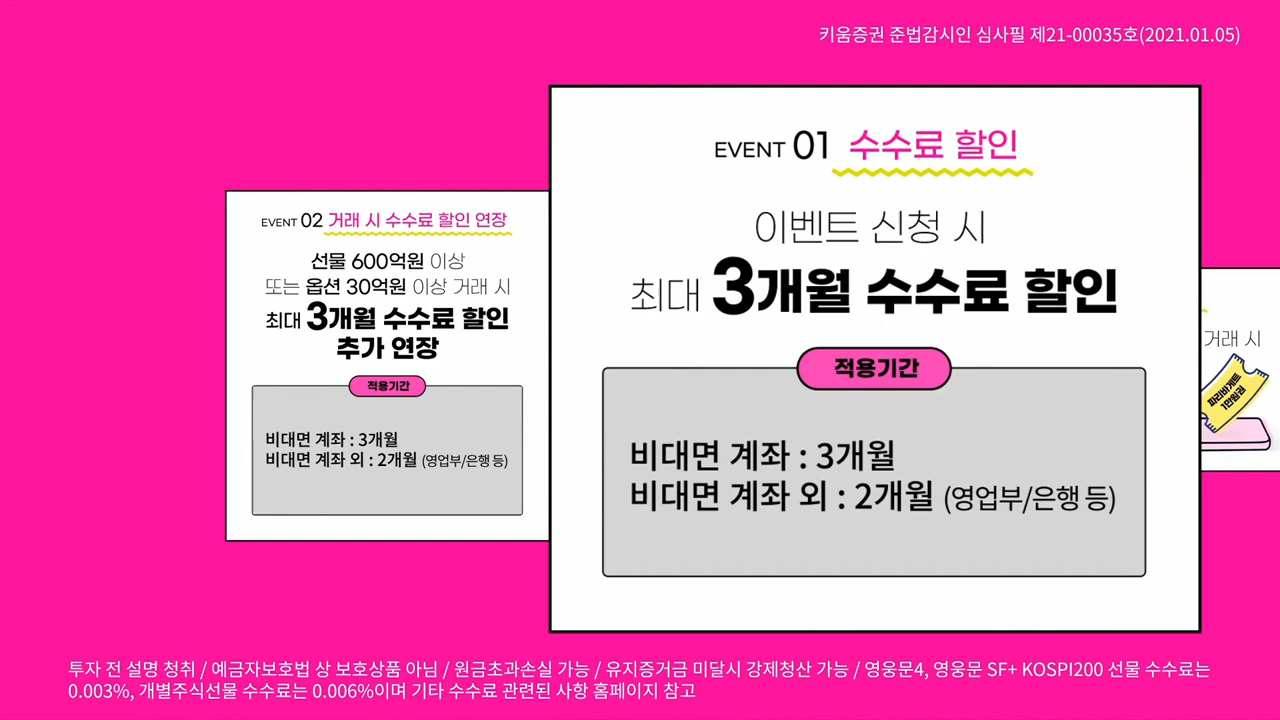 키움증권 준법감시인 심사필 제21-00035호(2021.01.05)
EVENT 02 거래 시 수수료 할인 연장
선물 600억원 이상
또는 옵션 30억원 이상 거래 시
최대 3개월 수수료 할인
추가 연장
적용기간
비대면 계좌 : 3개월
비대면 계좌 외 : 2개월 (영업부/은행 등)
EVENT 01 수수료 할인
이벤트 신청 시
최대 3개월 수수료 할인
적용기간
비대면 계좌 : 3개월
비대면 계좌 외 : 2개월 (영업부/은행 등)
거래 시
투자 전 설명 청취 / 예금자보호법 상 보호상품 아님 / 원금초과손실 가능 / 유지증거금 미달시 강제청산 가능 / 영웅문4, 영웅문 SF+ KOSPI200 선물 수수료는
0.003%, 개별주식선물 수수료는 0.006%이며 기타 수수료 관련된 사항 홈페이지 참고